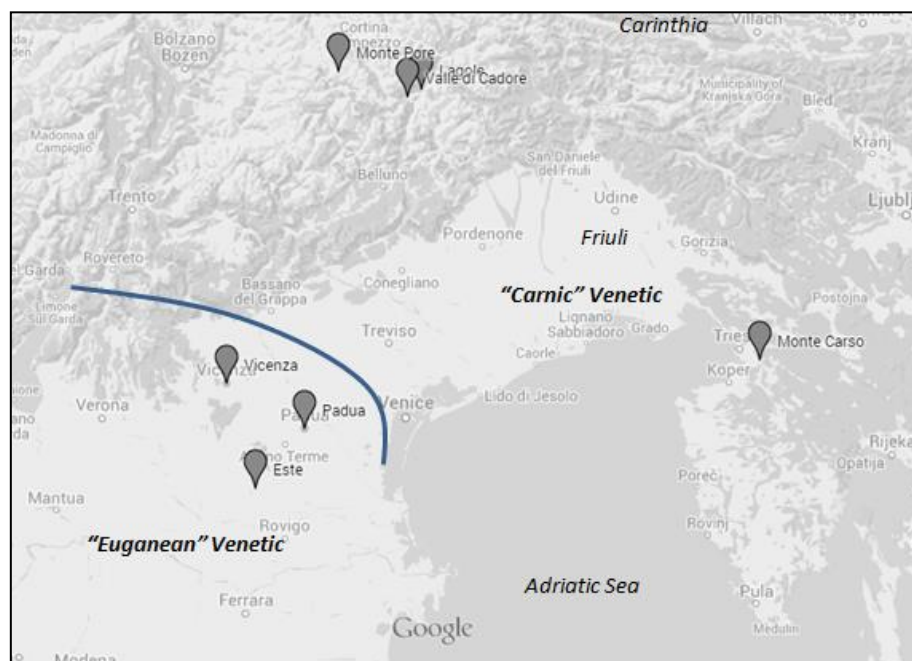 Cortina
Carinthia
Villach
Bolzano
Bozen
Monte Pore
Lagole
Valle di Cadore
Municipality of
Kranjska Gora
Bled
Madonna di
Campiglio
Kranj
San Daniele
del Friuli
Belluno
Trento
Udine
Pordenone
Friuli
Gorizia
Rovereto
Bassano
del Grappa
Conegliano
Limone
Sul Garda
“Carnic” Venetic
Postojna
Lignano
Sabbiadoro
Grado
Treviso
Caorle
Monte Carso
Vicenza
Koper
Lido di Jesolo
Verona
Padua
Venice
Terme
Este
Rijeka
Opatija
Poreč
Mantua
Rovigo
Rovinj
“Euganean” Venetic
Adriatic Sea
Ferrara
Pula
Google
Medulin
Modena